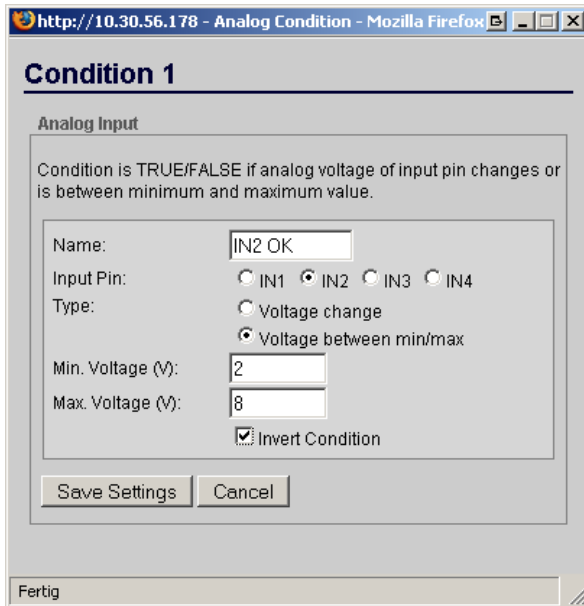 http://10.30.56.178 - Analog Condition - Mozilla Firefox
Condition 1
Analog Input
Condition is TRUE/FALSE if analog voltage of input pin changes or
is between minimum and maximum value.
Name: IN2 OK
Input Pin: IN1 IN2 IN3 IN4
Type: Voltage change
Voltage between min/max
Min. Voltage (V): 2
Max. Voltage (V): 8
Invert Condition
Save Settings Cancel
Fertig